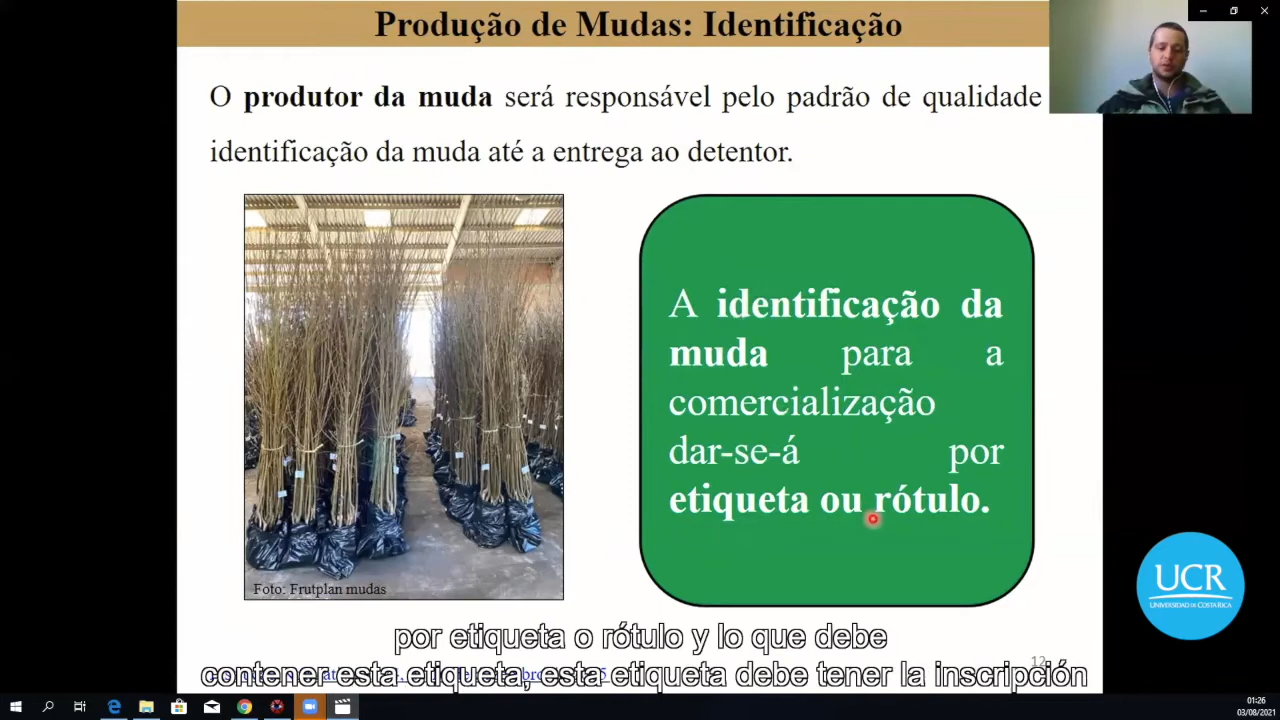 Produção de Mudas: Identificação
O produtor da muda será responsável pelo padrão de qualidade
identificação da muda até a entrega ao detentor.
A identificação da
muda para a
comercialização
dar-se-á por
etiqueta ou rótulo.
Foto: Frutplan mudas
UCR
UNIVERSIDAD DE COSTA RICA
12
por etiqueta o rótulo y lo que debe
contener esta etiqueta, esta etiqueta debe tener la inscripción
01:26
03/08/2021